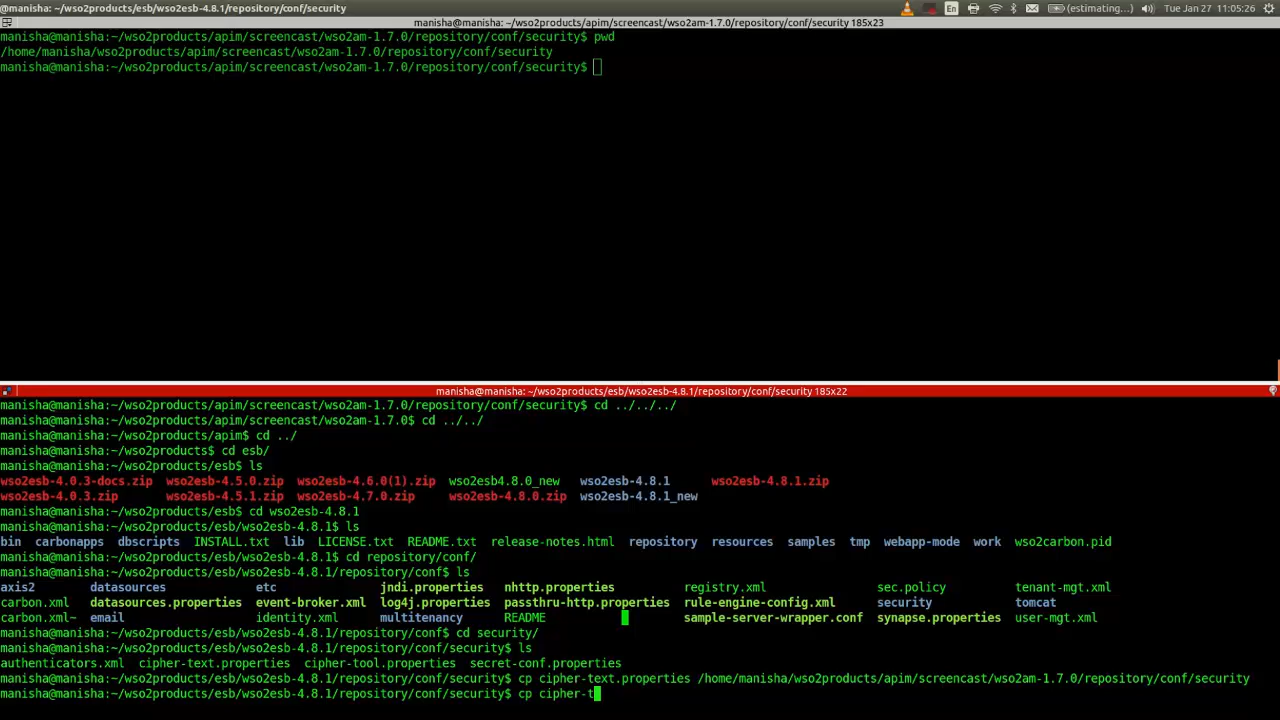 @manisha: ~/wso2products/esb/wso2esb-4.8.1/repository/conf/security En (estimating...) Tue Jan 27 11:05:26
manisha@manisha: ~/wso2products/apim/screencast/wso2am-1.7.0/repository/conf/security 185x23
manisha@manisha:~/wso2products/apim/screencast/wso2am-1.7.0/repository/conf/security$ pwd
/home/manisha/wso2products/apim/screencast/wso2am-1.7.0/repository/conf/security
manisha@manisha:~/wso2products/apim/screencast/wso2am-1.7.0/repository/conf/security$
manisha@manisha: ~/wso2products/esb/wso2esb-4.8.1/repository/conf/security 185x22
manisha@manisha:~/wso2products/apim/screencast/wso2am-1.7.0/repository/conf/security$ cd ../../../
manisha@manisha:~/wso2products/apim/screencast/wso2am-1.7.0$ cd ../../
manisha@manisha:~/wso2products/apim$ cd ../
manisha@manisha:~/wso2products$ cd esb/
manisha@manisha:~/wso2products/esb$ ls
wso2esb-4.0.3-docs.zip wso2esb-4.5.0.zip wso2esb-4.6.0(1).zip wso2esb4.8.0_new wso2esb-4.8.1 wso2esb-4.8.1.zip
wso2esb-4.0.3.zip wso2esb-4.5.1.zip wso2esb-4.7.0.zip wso2esb-4.8.0.zip wso2esb-4.8.1_new
manisha@manisha:~/wso2products/esb$ cd wso2esb-4.8.1
manisha@manisha:~/wso2products/esb/wso2esb-4.8.1$ ls
bin carbonapps dbscripts INSTALL.txt lib LICENSE.txt README.txt release-notes.html repository resources samples tmp webapp-mode work wso2carbon.pid
manisha@manisha:~/wso2products/esb/wso2esb-4.8.1$ cd repository/conf/
manisha@manisha:~/wso2products/esb/wso2esb-4.8.1/repository/conf$ ls
axis2 datasources etc jndi.properties nhttp.properties registry.xml sec.policy tenant-mgt.xml
carbon.xml datasources.properties event-broker.xml log4j.properties passthru-http.properties rule-engine-config.xml security tomcat
carbon.xml~ email identity.xml multitenancy README sample-server-wrapper.conf synapse.properties user-mgt.xml
manisha@manisha:~/wso2products/esb/wso2esb-4.8.1/repository/conf$ cd security/
manisha@manisha:~/wso2products/esb/wso2esb-4.8.1/repository/conf/security$ ls
authenticators.xml cipher-text.properties cipher-tool.properties secret-conf.properties
manisha@manisha:~/wso2products/esb/wso2esb-4.8.1/repository/conf/security$ cp cipher-text.properties /home/manisha/wso2products/apim/screencast/wso2am-1.7.0/repository/conf/security
manisha@manisha:~/wso2products/esb/wso2esb-4.8.1/repository/conf/security$ cp cipher-t